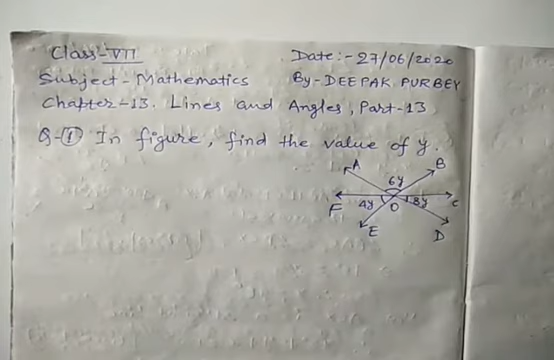 Class-VII Date:-27/06/2020
Subject-Mathematics By-DEEPAK PURBEY
Chapter-13. Lines and Angles, Part-13
Q-① In figure, find the value of y.
A B
6y
F 4y O 8y C
E D